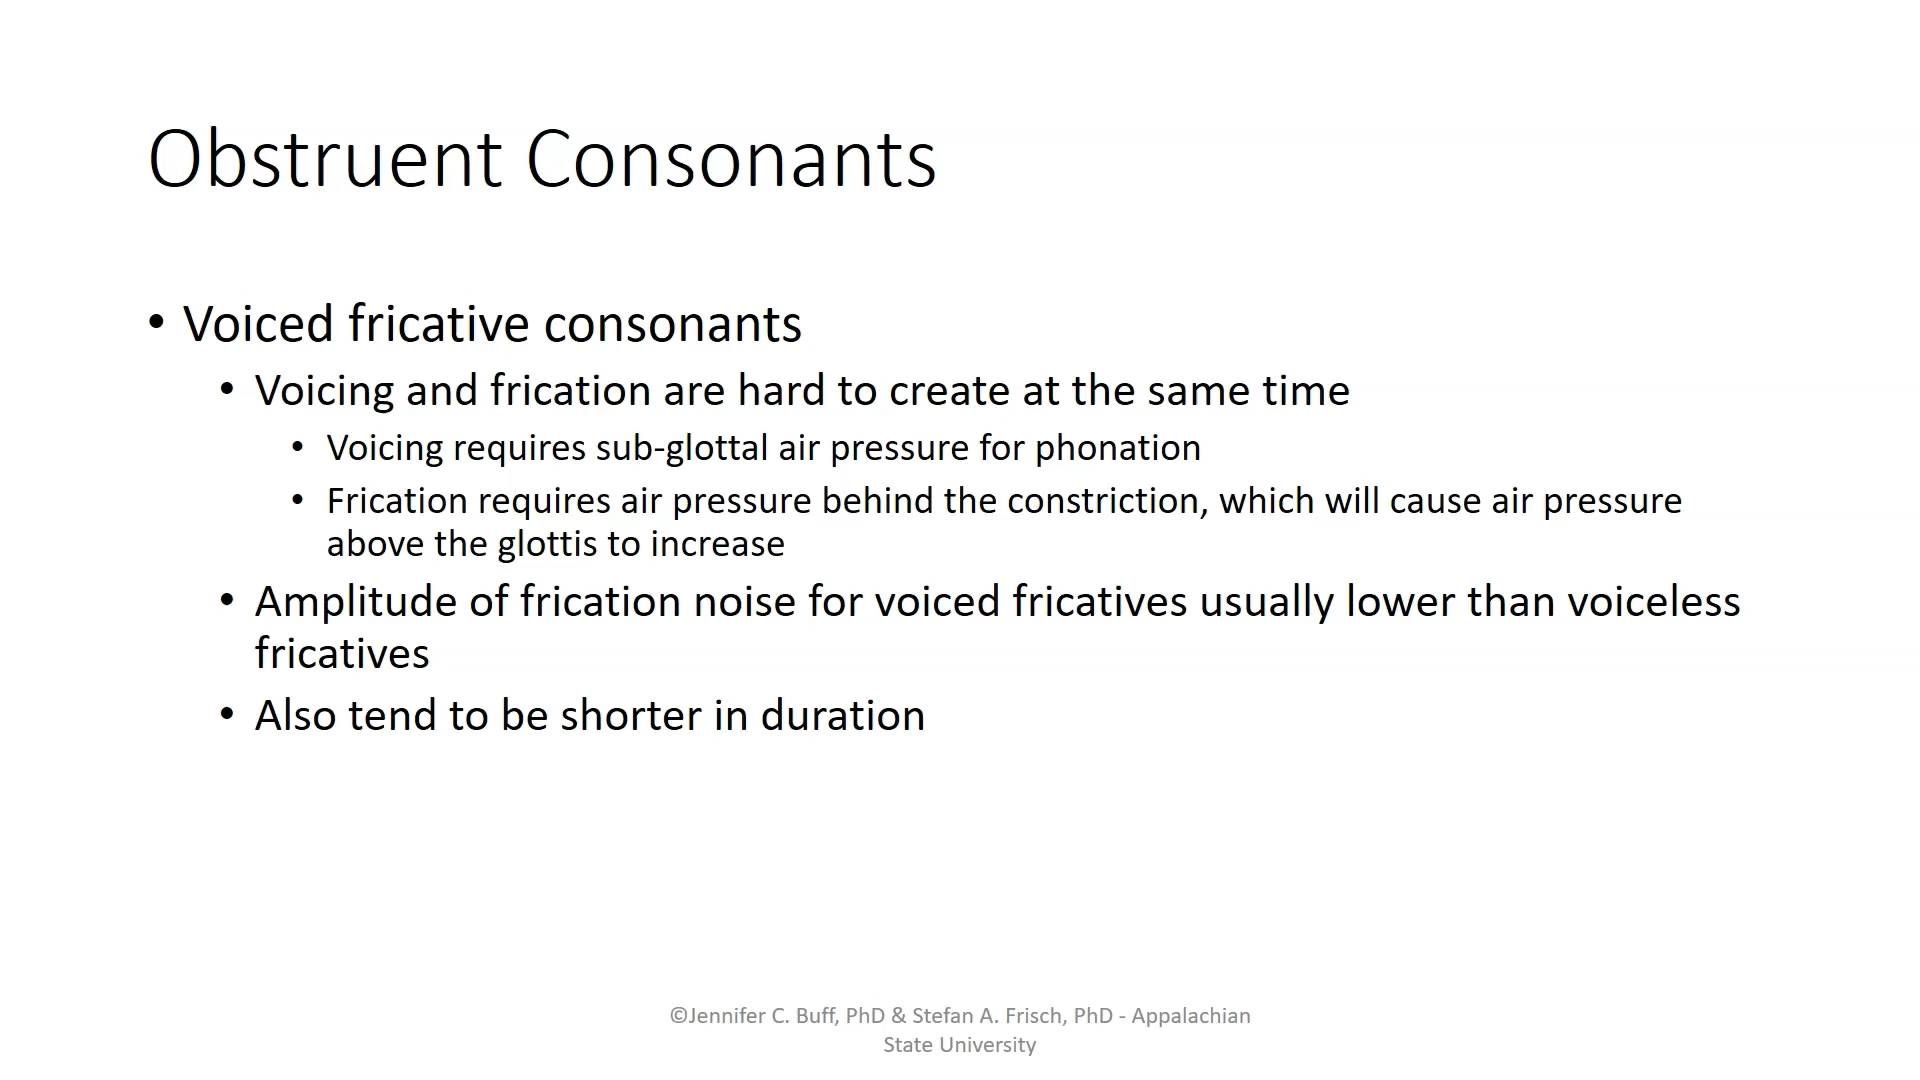 Obstruent Consonants
• Voiced fricative consonants
• Voicing and frication are hard to create at the same time
• Voicing requires sub-glottal air pressure for phonation
• Frication requires air pressure behind the constriction, which will cause air pressure
above the glottis to increase
• Amplitude of frication noise for voiced fricatives usually lower than voiceless
fricatives
• Also tend to be shorter in duration
©Jennifer C. Buff, PhD & Stefan A. Frisch, PhD - Appalachian
State University